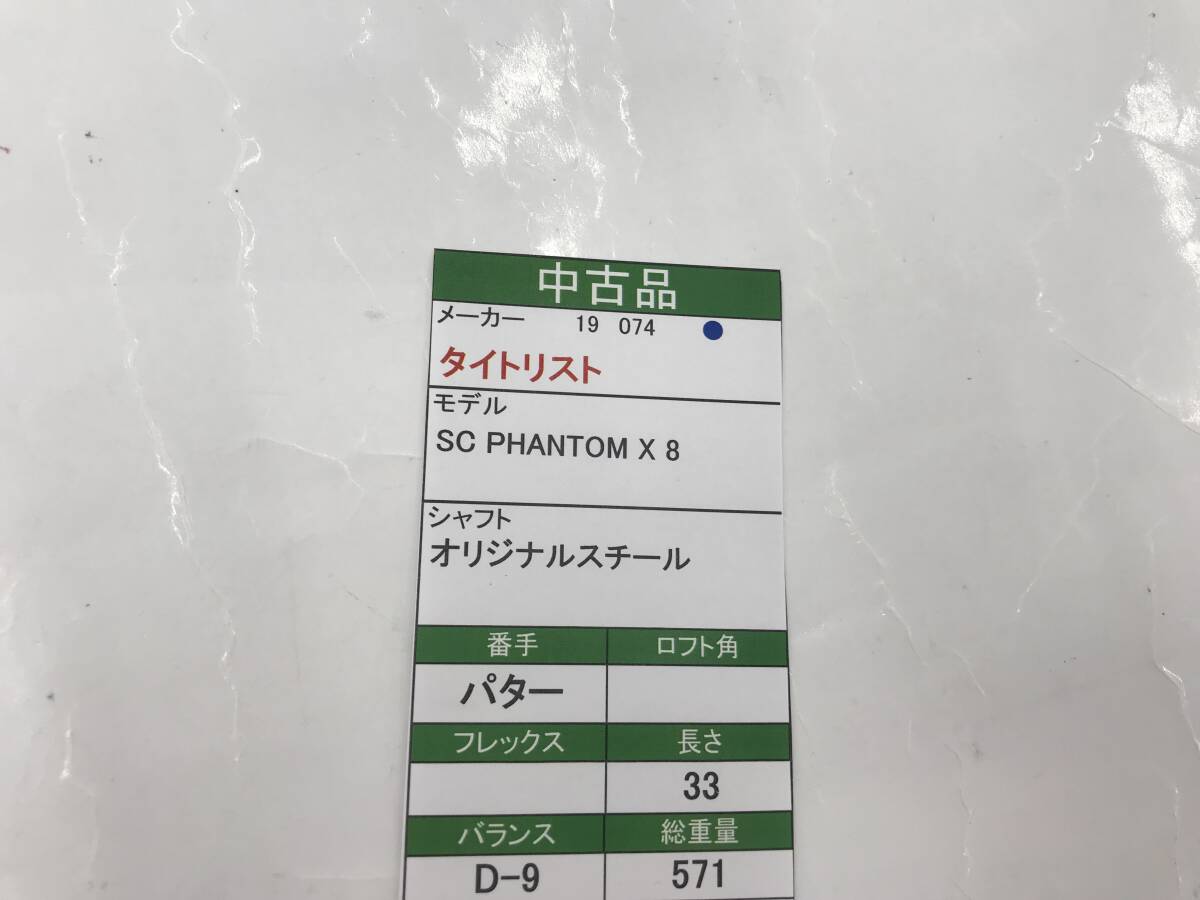 中古品
メーカー 19 074
タイトリスト
モデル
SC PHANTOM X 8
シャフト
オリジナルスチール
番手 ロフト角
パター
フレックス 長さ
33
バランス 総重量
D-9 571